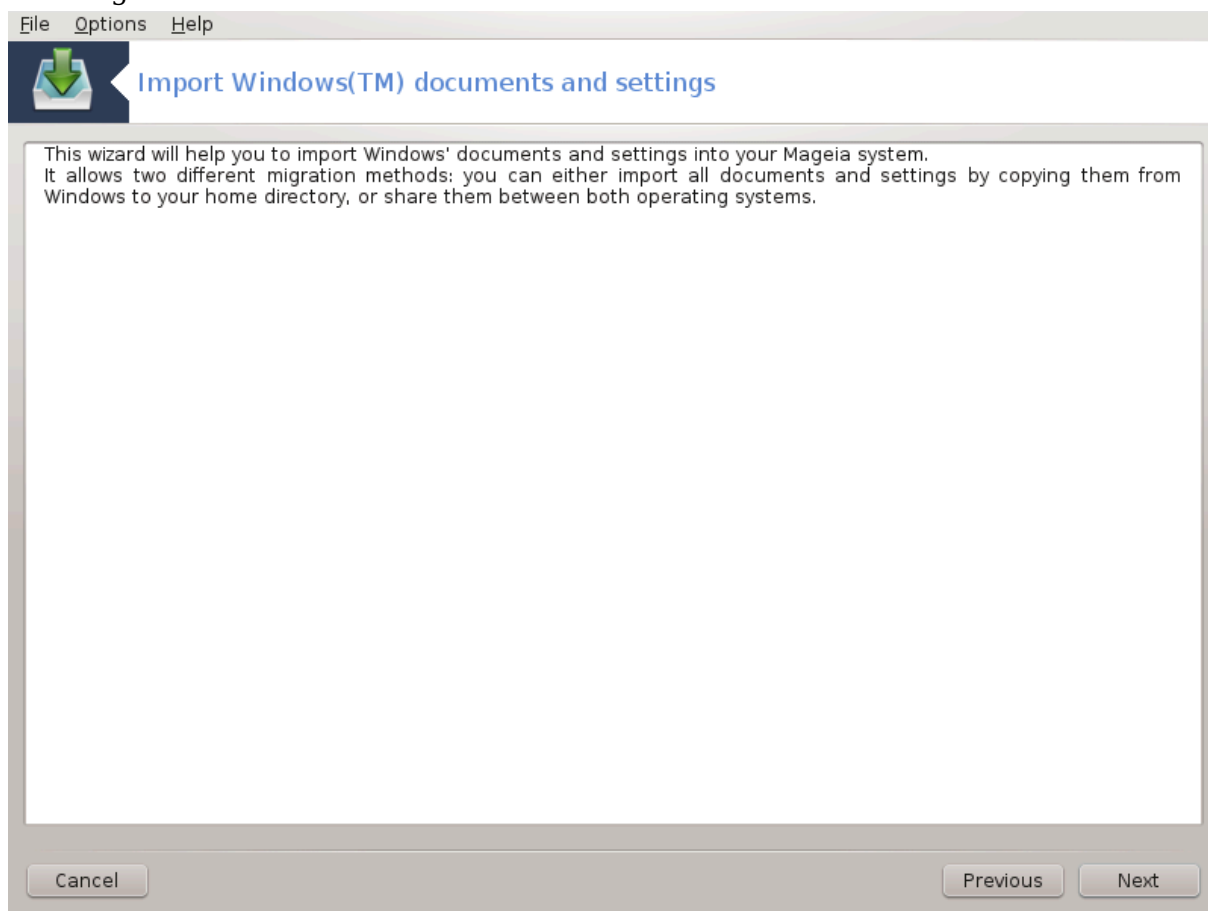 File Options Help
Import Windows(TM) documents and settings
This wizard will help you to import Windows' documents and settings into your Mageia system.
It allows two different migration methods: you can either import all documents and settings by copying them from
Windows to your home directory, or share them between both operating systems.
Cancel Previous Next